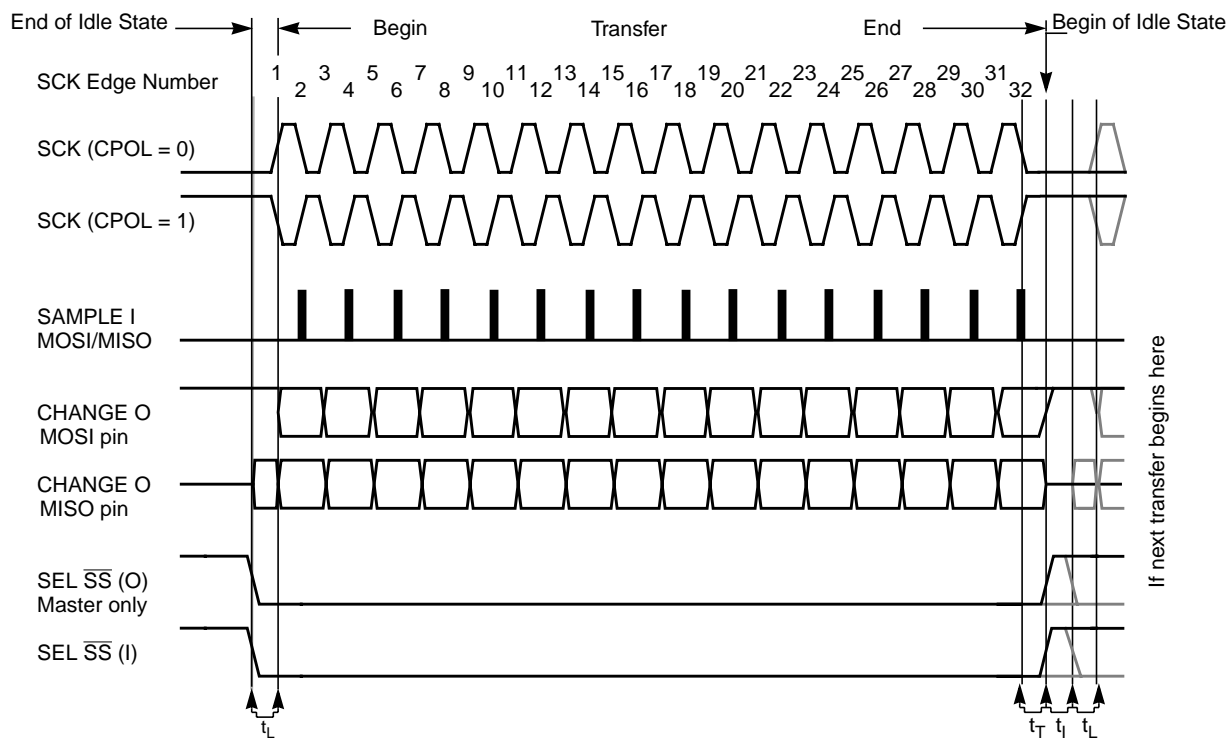 End of Idle State
Begin
Transfer
End
Begin of Idle State
SCK Edge Number
1 3 5 7 9 11 13 15 17 19 21 23 25 27 29 31
2 4 6 8 10 12 14 16 18 20 22 24 26 28 30 32
SCK (CPOL = 0)
SCK (CPOL = 1)
SAMPLE I
MOSI/MISO
CHANGE O
MOSI pin
CHANGE O
MISO pin
SEL SS (O)
Master only
SEL SS (I)
tL
tT tI tL
If next transfer begins here